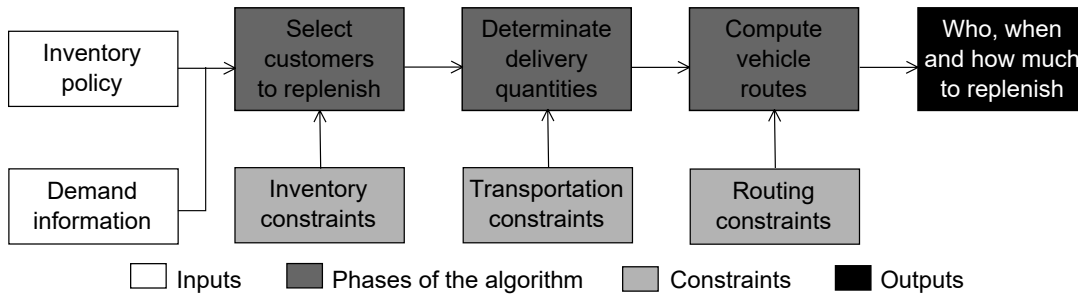 Inventory
policy
Select
customers
to replenish
Determinate
delivery
quantities
Compute
vehicle
routes
Who, when
and how much
to replenish
Demand
information
Inventory
constraints
Transportation
constraints
Routing
constraints
Inputs
Phases of the algorithm
Constraints
Outputs